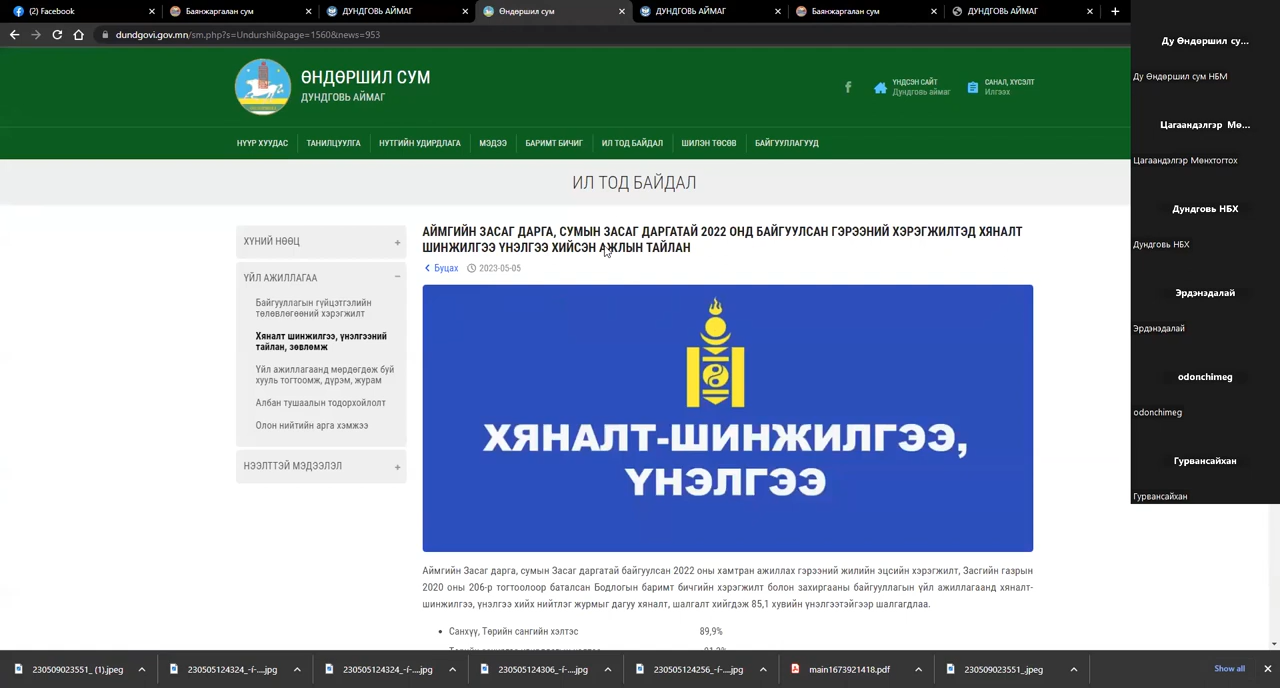 (2) Facebook
Баянжаргалан сум
ДУНДГОВЬ АЙМАГ
Өндөршил сум
ДУНДГОВЬ АЙМАГ
Баянжаргалан сум
ДУНДГОВЬ АЙМАГ
dundgovi.gov.mn/sm.php?s=Undurshil&page=1560&news=953
ӨНДӨРШИЛ СУМ
ДУНДГОВЬ АЙМАГ
ҮНДСЭН САЙТ
Дундговь аймаг
САНАЛ, ХҮСЭЛТ
Илгээх
НҮҮР ХУУДАС
ТАНИЛЦУУЛГА
НУТГИЙН УДИРДЛАГА
МЭДЭЭ
БАРИМТ БИЧИГ
ИЛ ТОД БАЙДАЛ
ШИЛЭН ТӨСӨВ
БАЙГУУЛЛАГУУД
ИЛ ТОД БАЙДАЛ
ХҮНИЙ НӨӨЦ
ҮЙЛ АЖИЛЛАГАА
Байгууллагын гүйцэтгэлийн
төлөвлөгөөний хэрэгжилт
Хяналт шинжилгээ, үнэлгээний
тайлан, зөвлөмж
Үйл ажиллагаанд мөрдөгдөж буй
хууль тогтоомж, дүрэм, журам
Албан тушаалын тодорхойлолт
Олон нийтийн арга хэмжээ
НЭЭЛТТЭЙ МЭДЭЭЛЭЛ
АЙМГИЙН ЗАСАГ ДАРГА, СУМЫН ЗАСАГ ДАРГАТАЙ 2022 ОНД БАЙГУУЛСАН ГЭРЭЭНИЙ ХЭРЭГЖИЛТЭД ХЯНАЛТ
ШИНЖИЛГЭЭ ҮНЭЛГЭЭ ХИЙСЭН АЖЛЫН ТАЙЛАН
Буцах 2023-05-05
ХЯНАЛТ-ШИНЖИЛГЭЭ,
ҮНЭЛГЭЭ
Аймгийн Засаг дарга, сумын Засаг даргатай байгуулсан 2022 оны хамтран ажиллах гэрээний жилийн эцсийн хэрэгжилт, Засгийн газрын
2020 оны 206-р тогтоолоор баталсан Бодлогын баримт бичгийн хэрэгжилт болон захиргааны байгууллагын үйл ажиллагаанд хяналт-
шинжилгээ, үнэлгээ хийх нийтлэг журмыг дагуу хяналт, шалгалт хийгдэж 85,1 хувийн үнэлгээтэйгээр шалгагдлаа.
Санхүү, Төрийн сангийн хэлтэс 89,9%
Ду Өндөршил су...
Ду Өндөршил сум НБМ
Цагаандэлгэр Мө...
Цагаандэлгэр Мөнхтогтох
Дундговь НБХ
Дундговь НБХ
Эрдэнэдалай
Эрдэнэдалай
odonchimeg
odonchimeg
Гурвансайхан
Гурвансайхан
230509023551_ (1).jpeg
230505124324_-í-....jpg
230505124324_-í-....jpg
230505124306_-í-....jpg
230505124256_-í-....jpg
main1673921418.pdf
230509023551_.jpeg
Show all